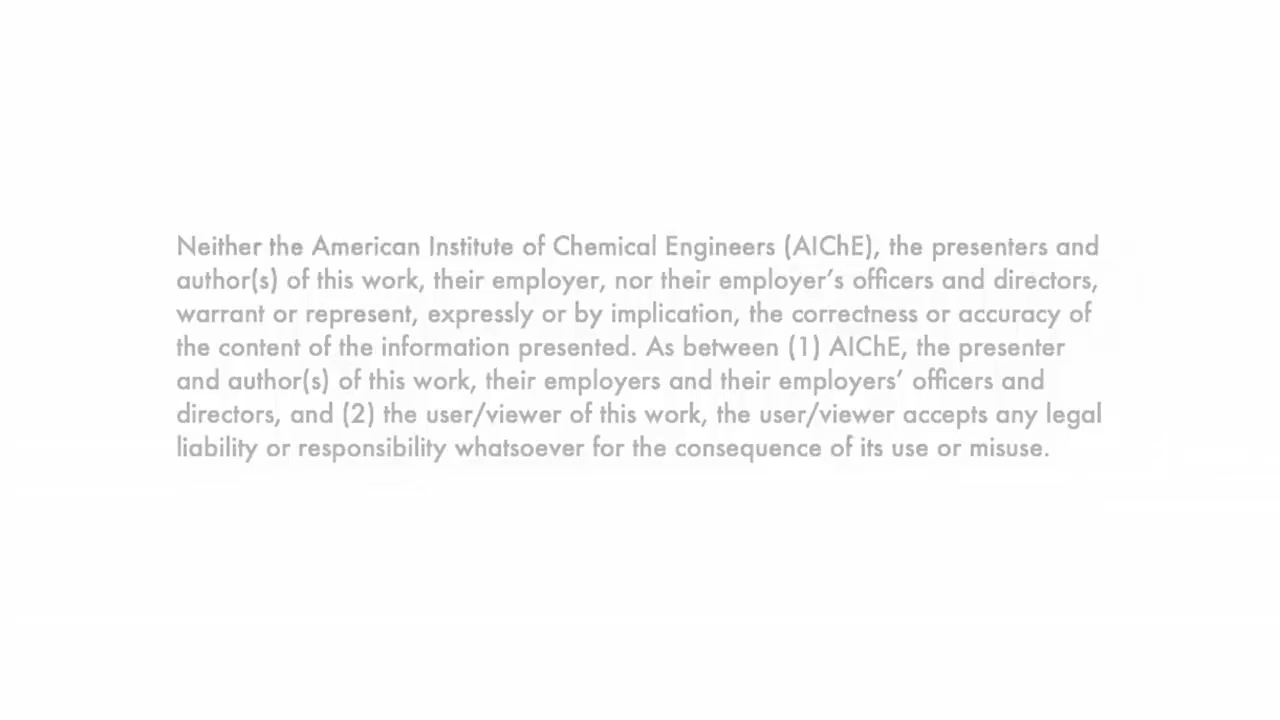 Neither the American Institute of Chemical Engineers (AIChE), the presenters and
author(s) of this work, their employer, nor their employer’s officers and directors,
warrant or represent, expressly or by implication, the correctness or accuracy of
the content of the information presented. As between (1) AIChE, the presenter
and author(s) of this work, their employers and their employers’ officers and
directors, and (2) the user/viewer of this work, the user/viewer accepts any legal
liability or responsibility whatsoever for the consequence of its use or misuse.